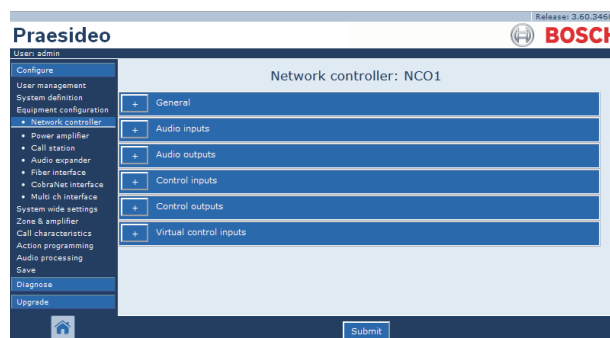 Release: 3.60.346
Praesideo
BOSCH
User: admin
Configure
User management
System definition
Equipment configuration
• Network controller
• Power amplifier
• Call station
• Audio expander
• Fiber interface
• CobraNet interface
• Multi ch interface
System wide settings
Zone & amplifier
Call characteristics
Action programming
Audio processing
Save
Diagnose
Upgrade
Network controller: NCO1
+ General
+ Audio inputs
+ Audio outputs
+ Control inputs
+ Control outputs
+ Virtual control inputs
Submit